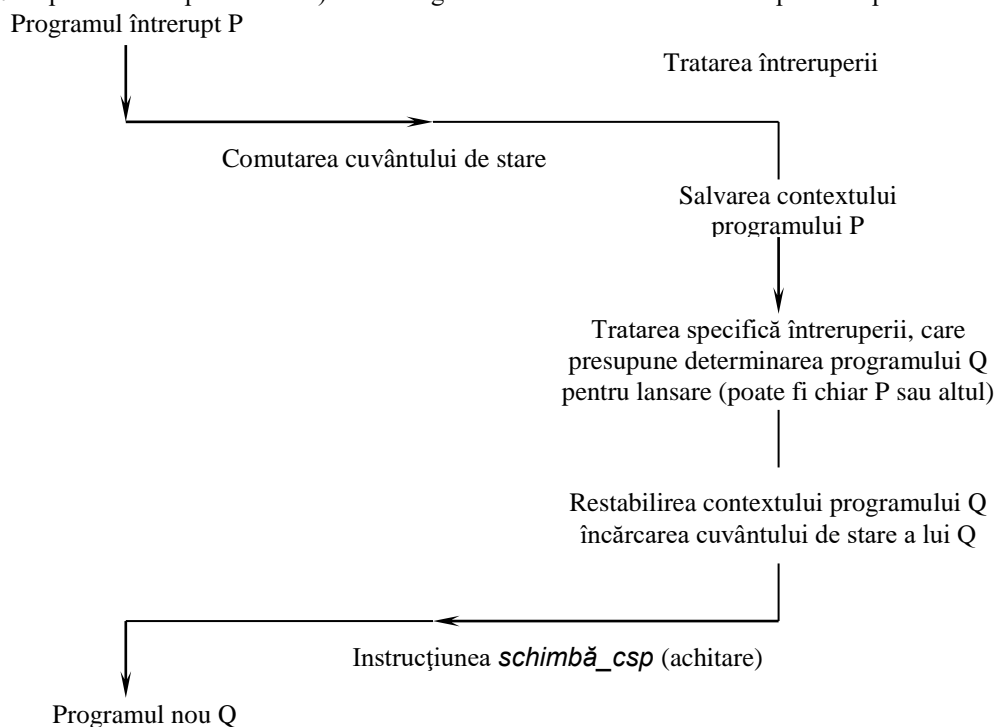 Programul întrerupt P
Tratarea întreruperii
Comutarea cuvântului de stare
Salvarea contextului
programului P
Tratarea specifică întreruperii, care
presupune determinarea programului Q
pentru lansare (poate fi chiar P sau altul)
Restabilirea contextului programului Q
încărcarea cuvântului de stare a lui Q
Instrucţiunea schimbă_csp (achitare)
Programul nou Q